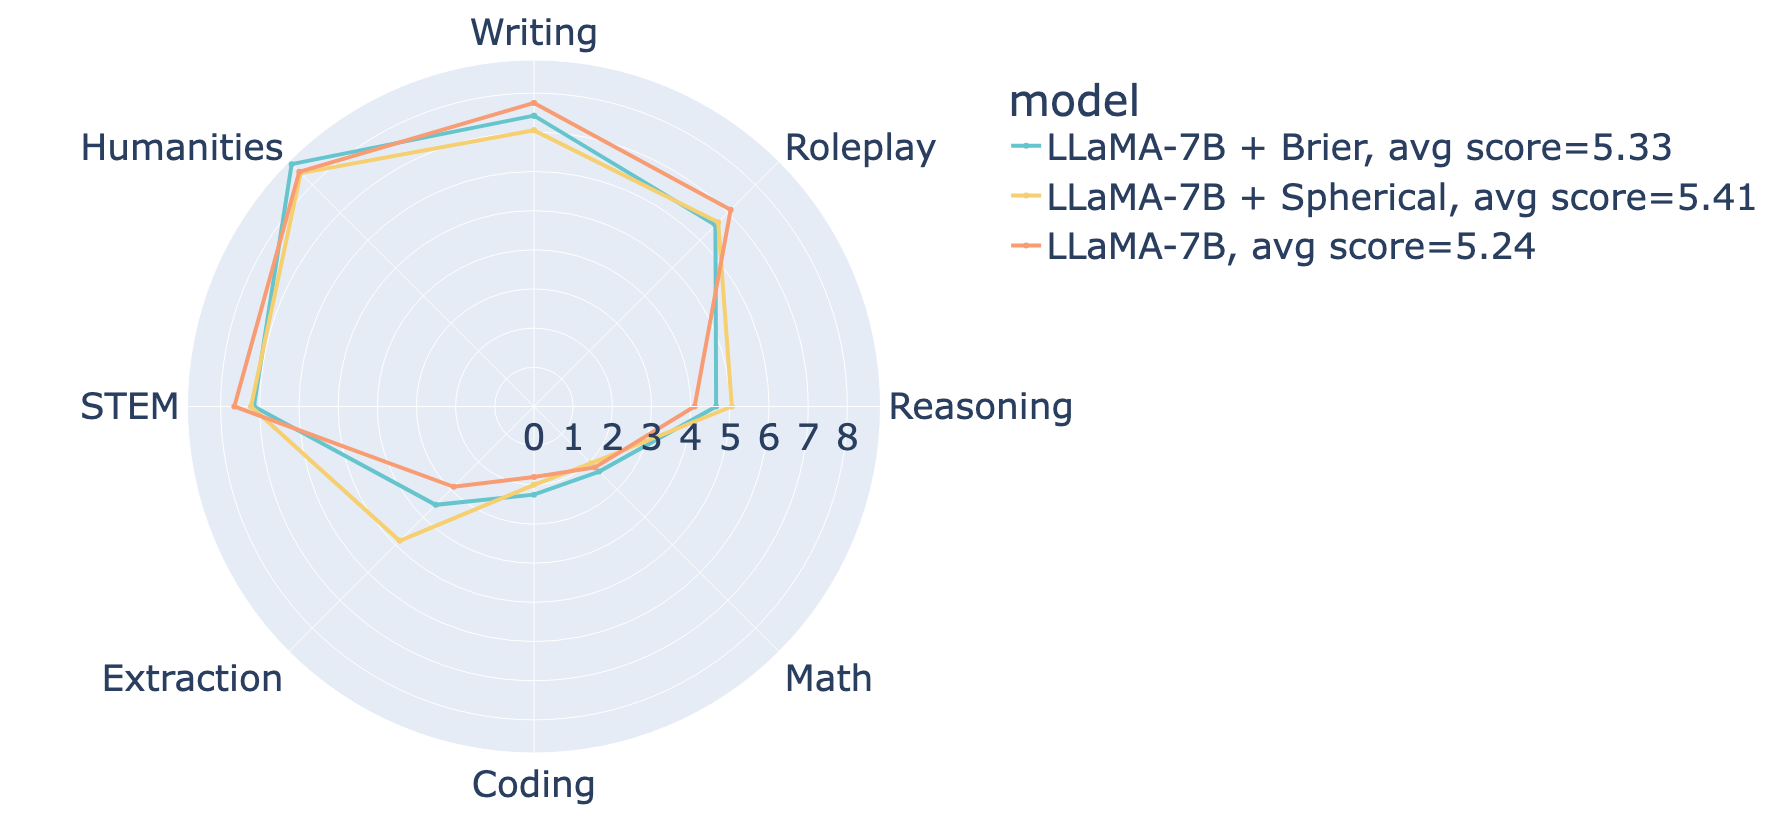 Writing
Humanities
Roleplay
STEM
Reasoning
0 1 2 3 4 5 6 7 8
Extraction
Math
Coding
model
LLaMA-7B + Brier, avg score=5.33
LLaMA-7B + Spherical, avg score=5.41
LLaMA-7B, avg score=5.24